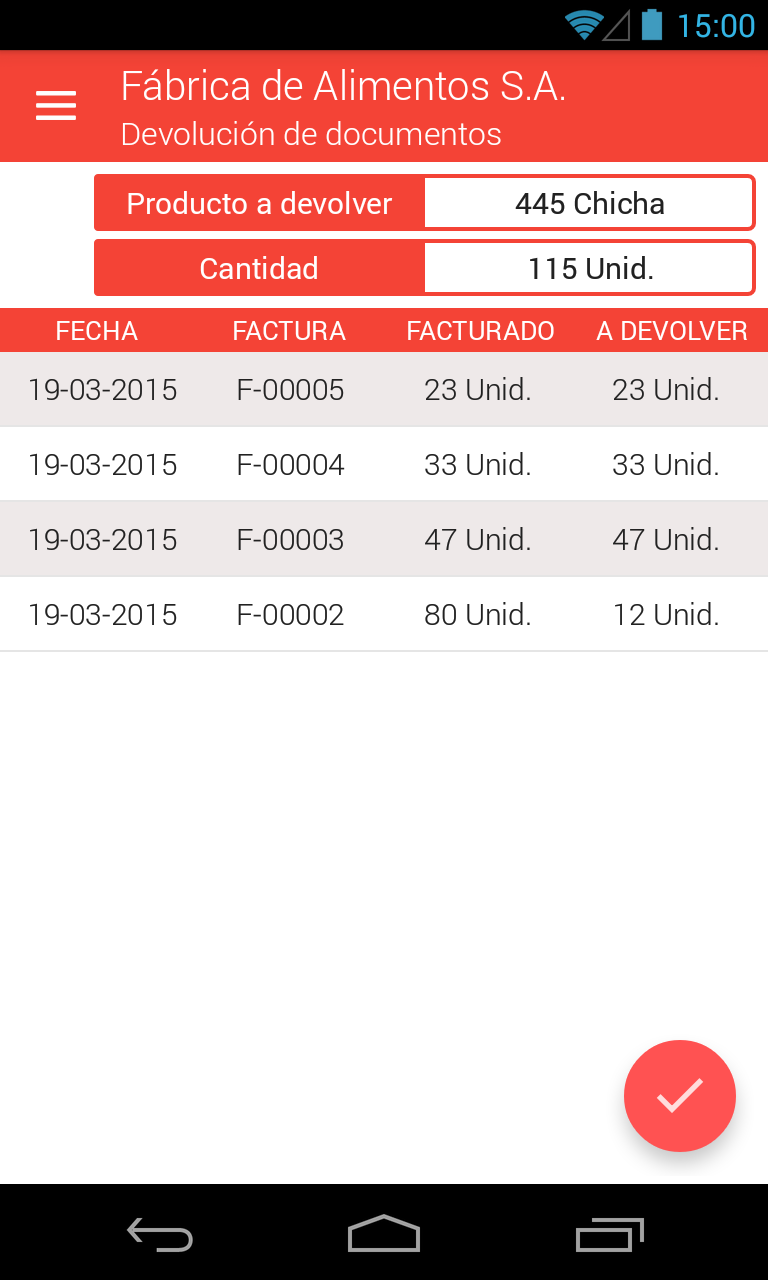 15:00
Fábrica de Alimentos S.A.
Devolución de documentos
Producto a devolver 445 Chicha
Cantidad 115 Unid.
FECHA FACTURA FACTURADO A DEVOLVER
19-03-2015 F-00005 23 Unid. 23 Unid.
19-03-2015 F-00004 33 Unid. 33 Unid.
19-03-2015 F-00003 47 Unid. 47 Unid.
19-03-2015 F-00002 80 Unid. 12 Unid.